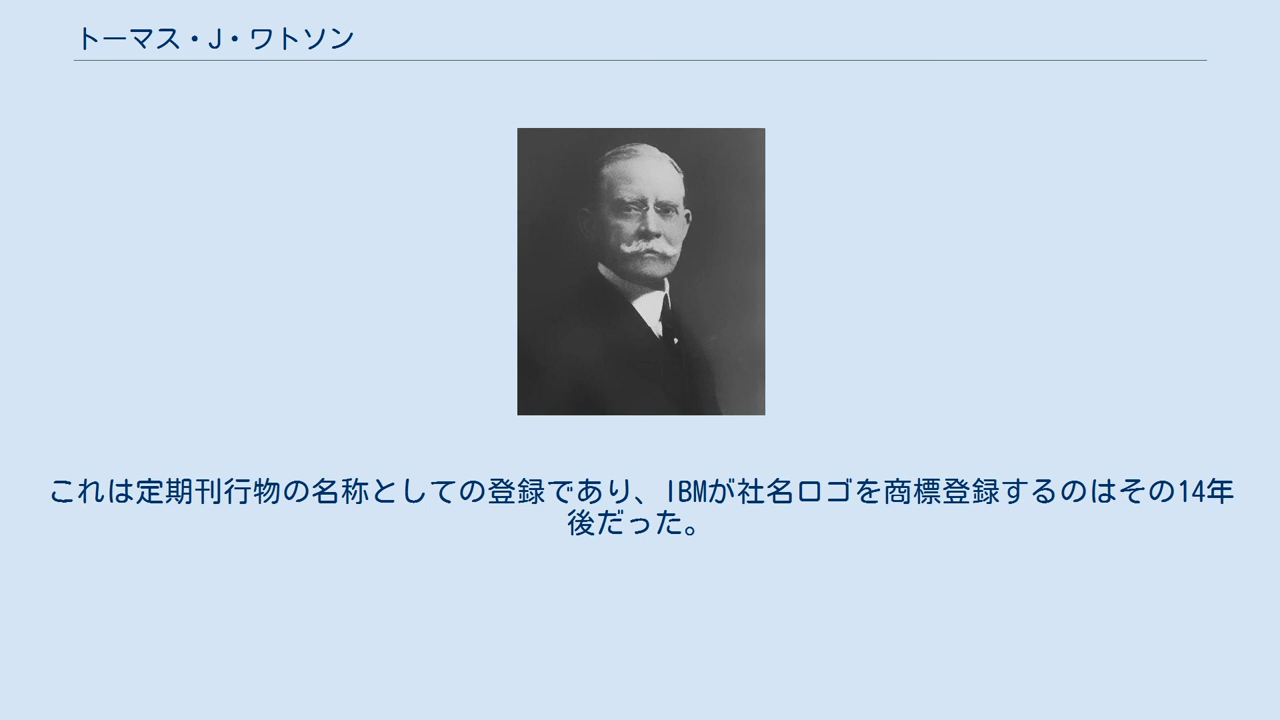 トーマス・J・ワトソン
これは定期刊行物の名称としての登録であり、IBMが社名ロゴを商標登録するのはその14年
後だった。